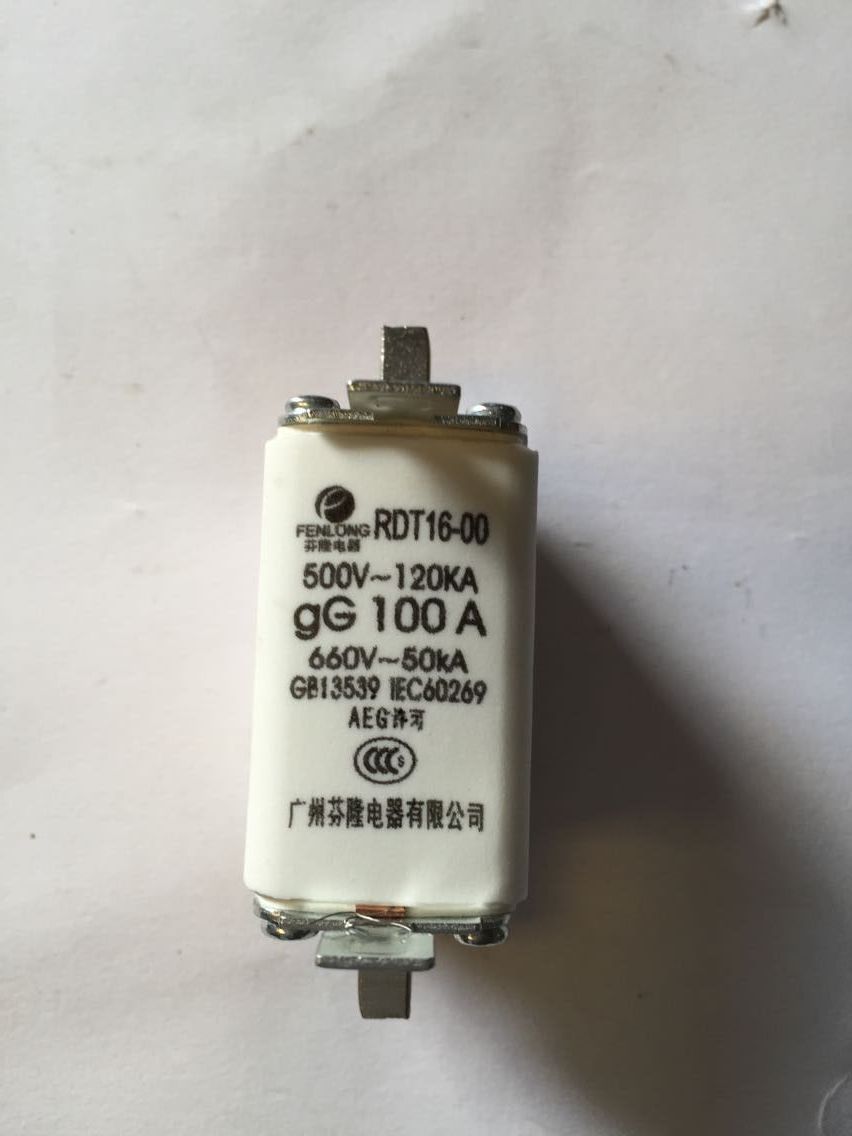 FENLONG RDT16-00
芬隆电器
500V~120KA
gG 100 A
660V~50kA
GB13539 IEC60269
AEG许可
CCC S
广州芬隆电器有限公司